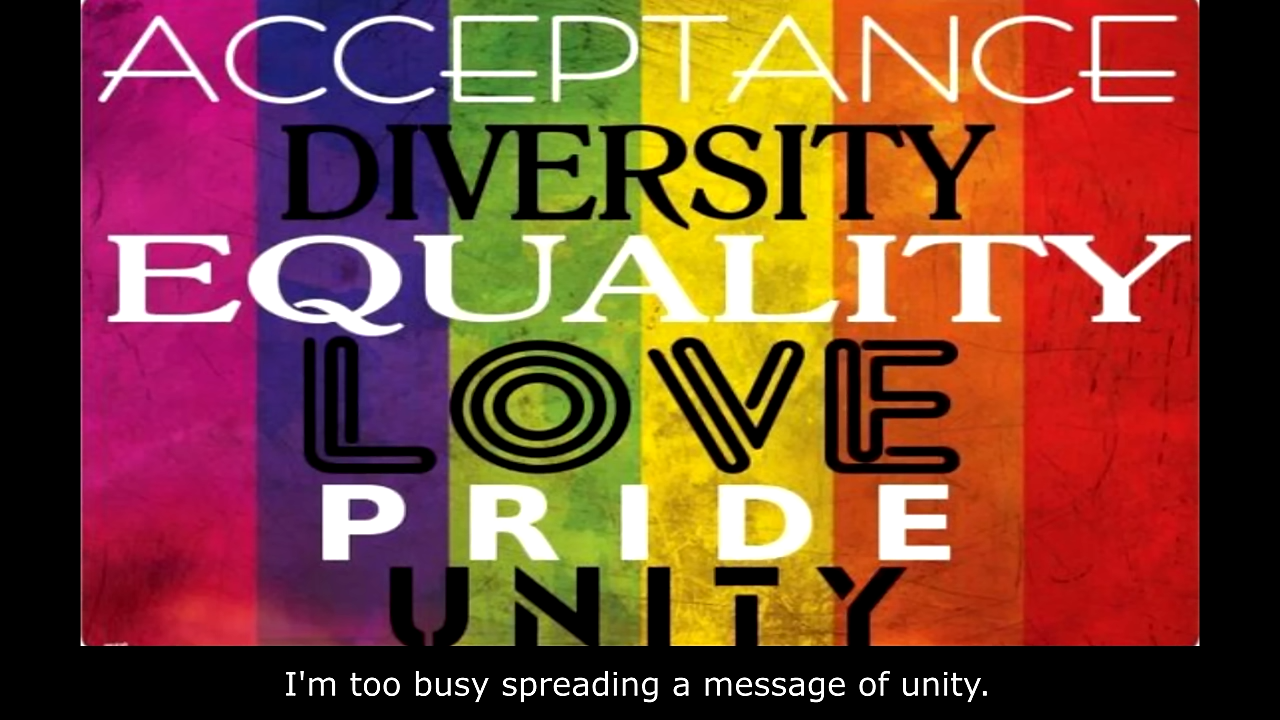 ACCEPTANCE
DIVERSITY
EQUALITY
LOVE
PRIDE
UNITY
I'm too busy spreading a message of unity.